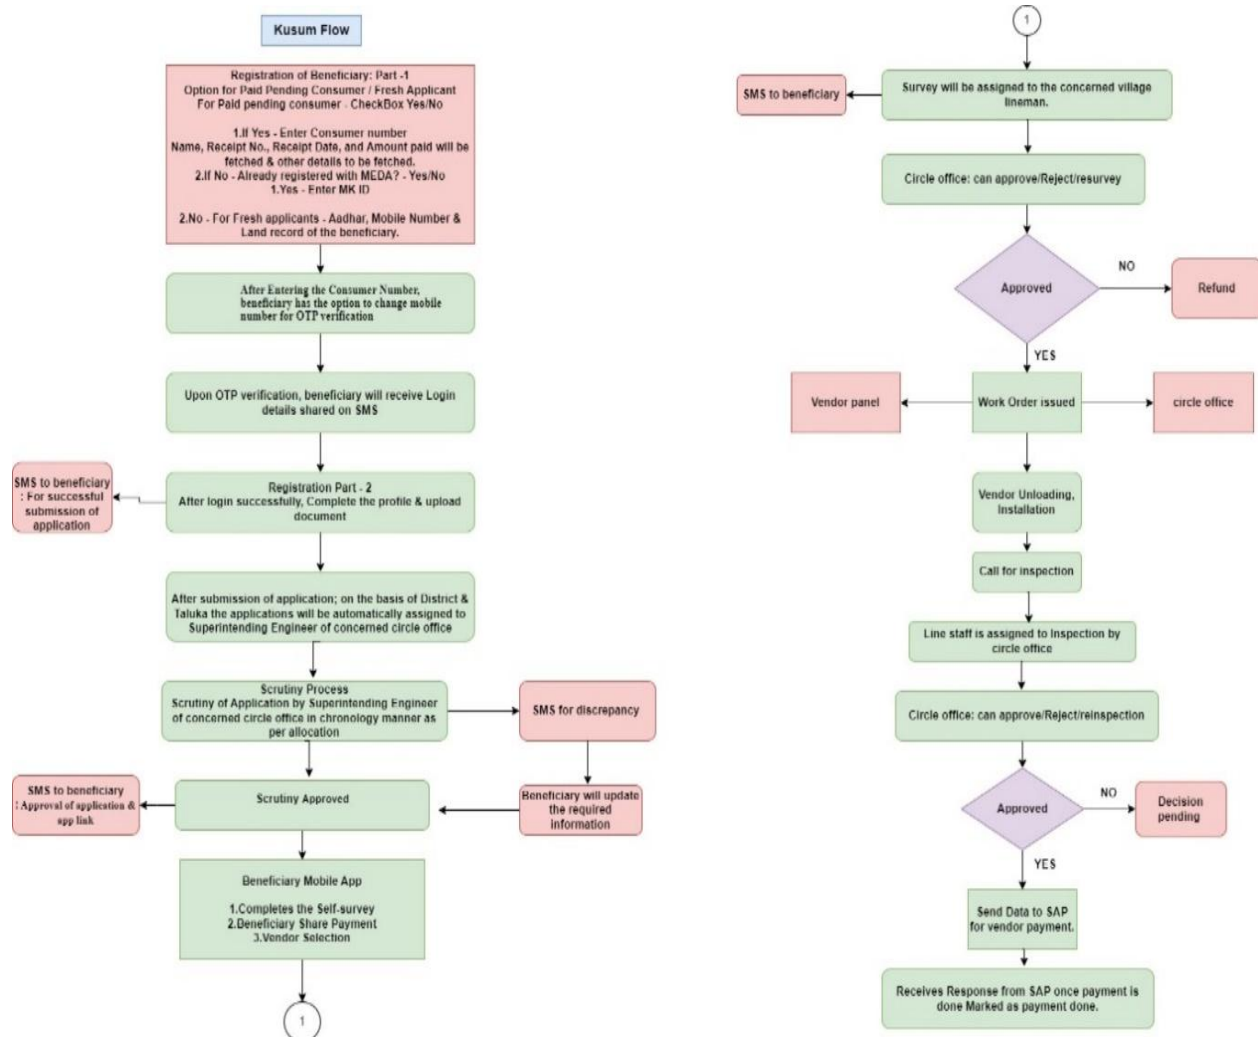 Kusum Flow
Registration of Beneficiary: Part -1
Option for Paid Pending Consumer / Fresh Applicant
For Paid pending consumer - CheckBox Yes/No
1.If Yes - Enter Consumer number
Name, Receipt No., Receipt Date, and Amount paid will be
fetched & other details to be fetched.
2.If No - Already registered with MEDA? - Yes/No
1.Yes - Enter MK ID
2.No - For Fresh applicants - Aadhar, Mobile Number &
Land record of the beneficiary.
After Entering the Consumer Number,
beneficiary has the option to change mobile
number for OTP verification
Upon OTP verification, beneficiary will receive Login
details shared on SMS
SMS to beneficiary
: For successful
submission of
application
Registration Part - 2
After login successfully, Complete the profile & upload
document
After submission of application; on the basis of District &
Taluka the applications will be automatically assigned to
Superintending Engineer of concerned circle office
Scrutiny Process
Scrutiny of Application by Superintending Engineer
of concerned circle office in chronology manner as
per allocation
SMS for discrepancy
SMS to beneficiary
: Approval of application &
app link
Scrutiny Approved
Beneficiary will update
the required
information
Beneficiary Mobile App
1.Completes the Self-survey
2.Beneficiary Share Payment
3.Vendor Selection
1
1
SMS to beneficiary
Survey will be assigned to the concerned village
lineman.
Circle office: can approve/Reject/resurvey
Approved
NO
Refund
YES
Vendor panel
Work Order issued
circle office
Vendor Unloading,
Installation
Call for inspection
Line staff is assigned to Inspection by
circle office
Circle office: can approve/Reject/reinspection
Approved
NO
Decision
pending
YES
Send Data to SAP
for vendor payment.
Receives Response from SAP once payment is
done Marked as payment done.